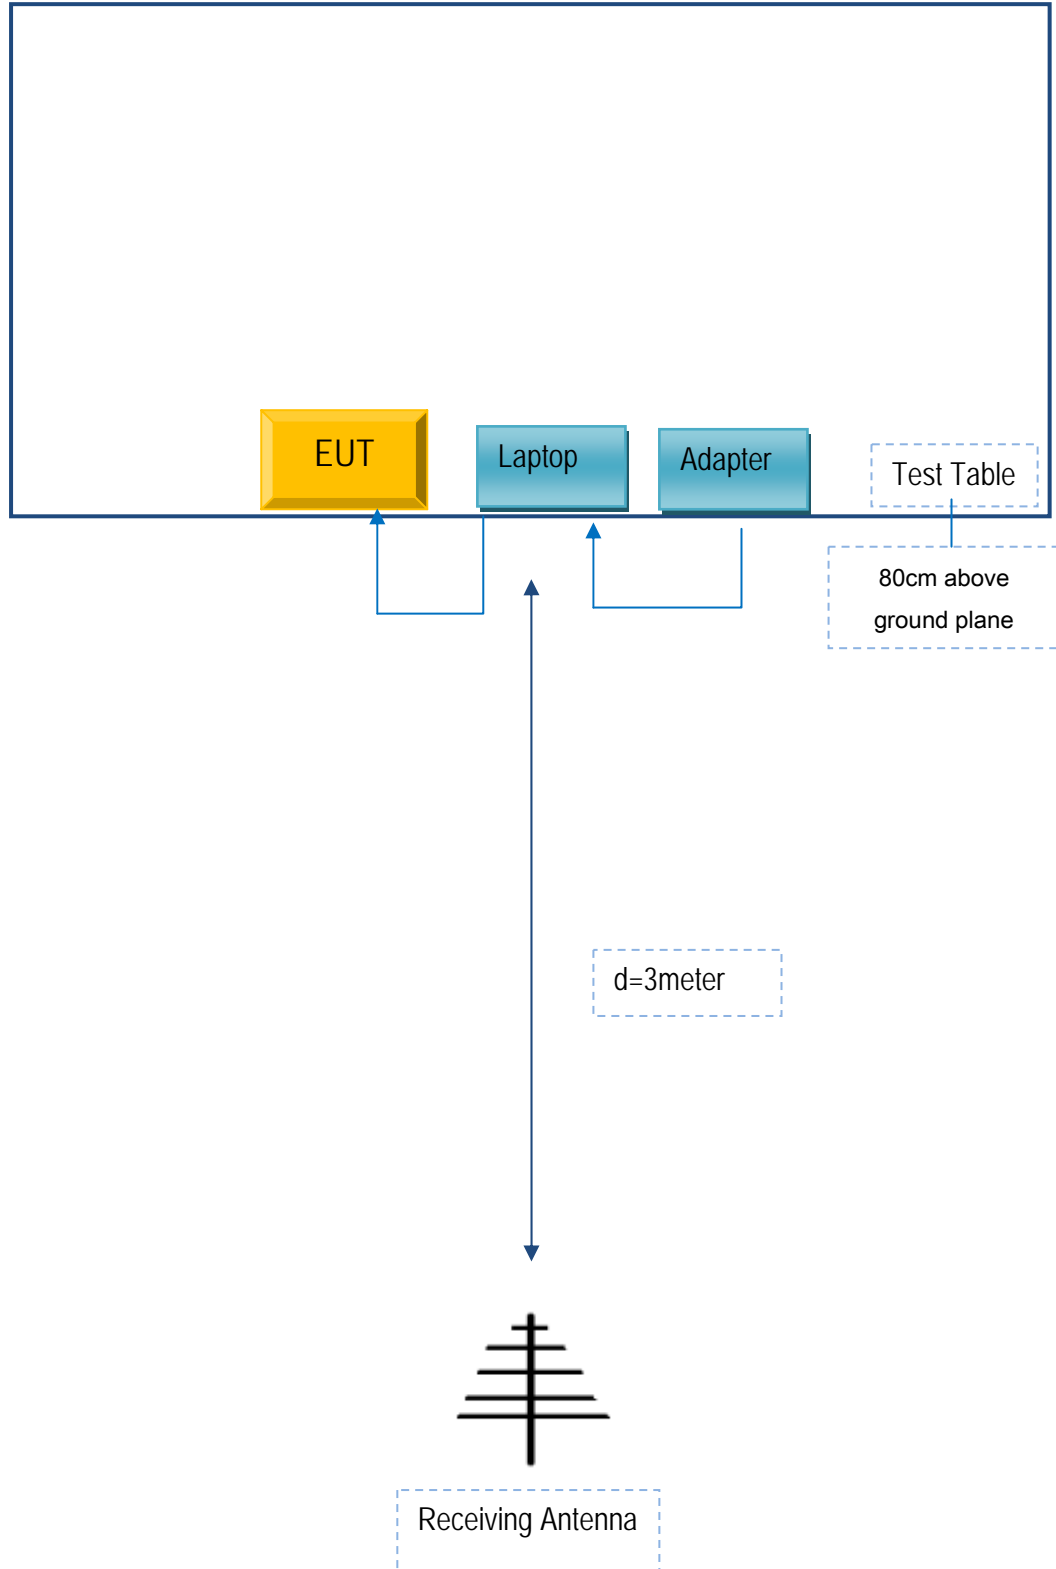 EUT
Laptop
Adapter
Test Table
80cm above
ground plane
d=3meter
Receiving Antenna